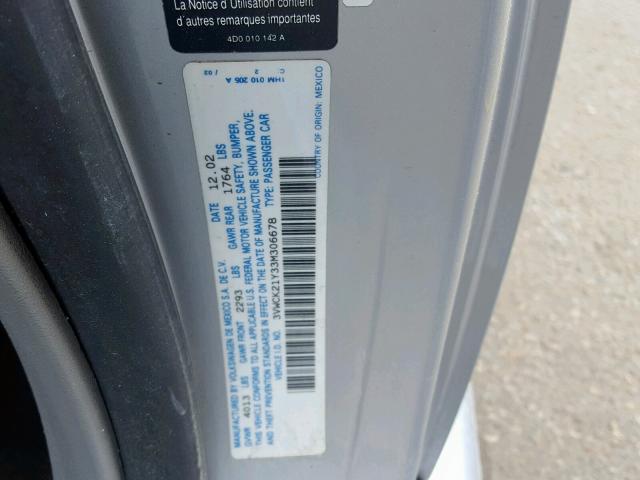 La Notice d'Utilisation contient
d'autres remarques importantes
4D0 010 142 A
MANUFACTURED BY VOLKSWAGEN DE MEXICO S.A. DE C.V. DATE 12.02
GVWR 4013 LBS GAWR FRONT 2293 LBS GAWR REAR 1764 LBS
THIS VEHICLE CONFORMS TO ALL APPLICABLE U.S. FEDERAL MOTOR VEHICLE SAFETY, BUMPER,
AND THEFT PREVENTION STANDARDS IN EFFECT ON THE DATE OF MANUFACTURE SHOWN ABOVE.
VEHICLE I.D. NO.: 3VWCK21Y33M306678 TYPE: PASSENGER CAR
1HM 010 205 A
COUNTRY OF ORIGIN: MEXICO